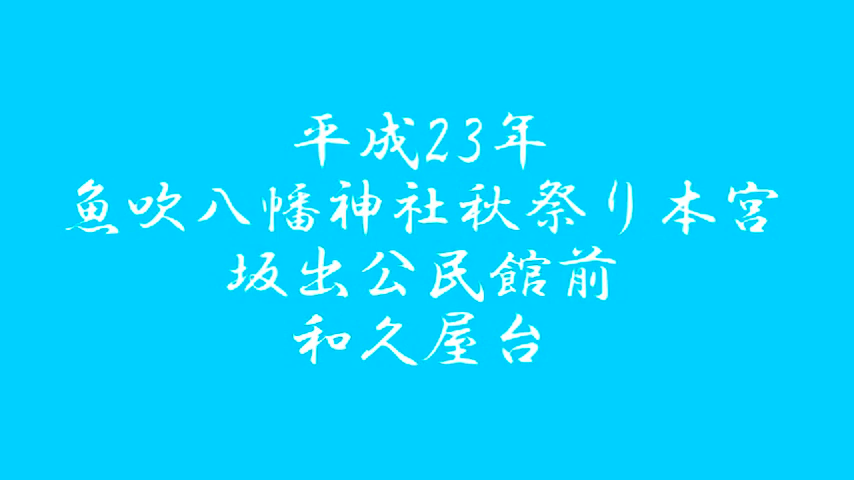 平成23年
魚吹八幡神社秋祭り本宮
坂出公民館前
和久屋台